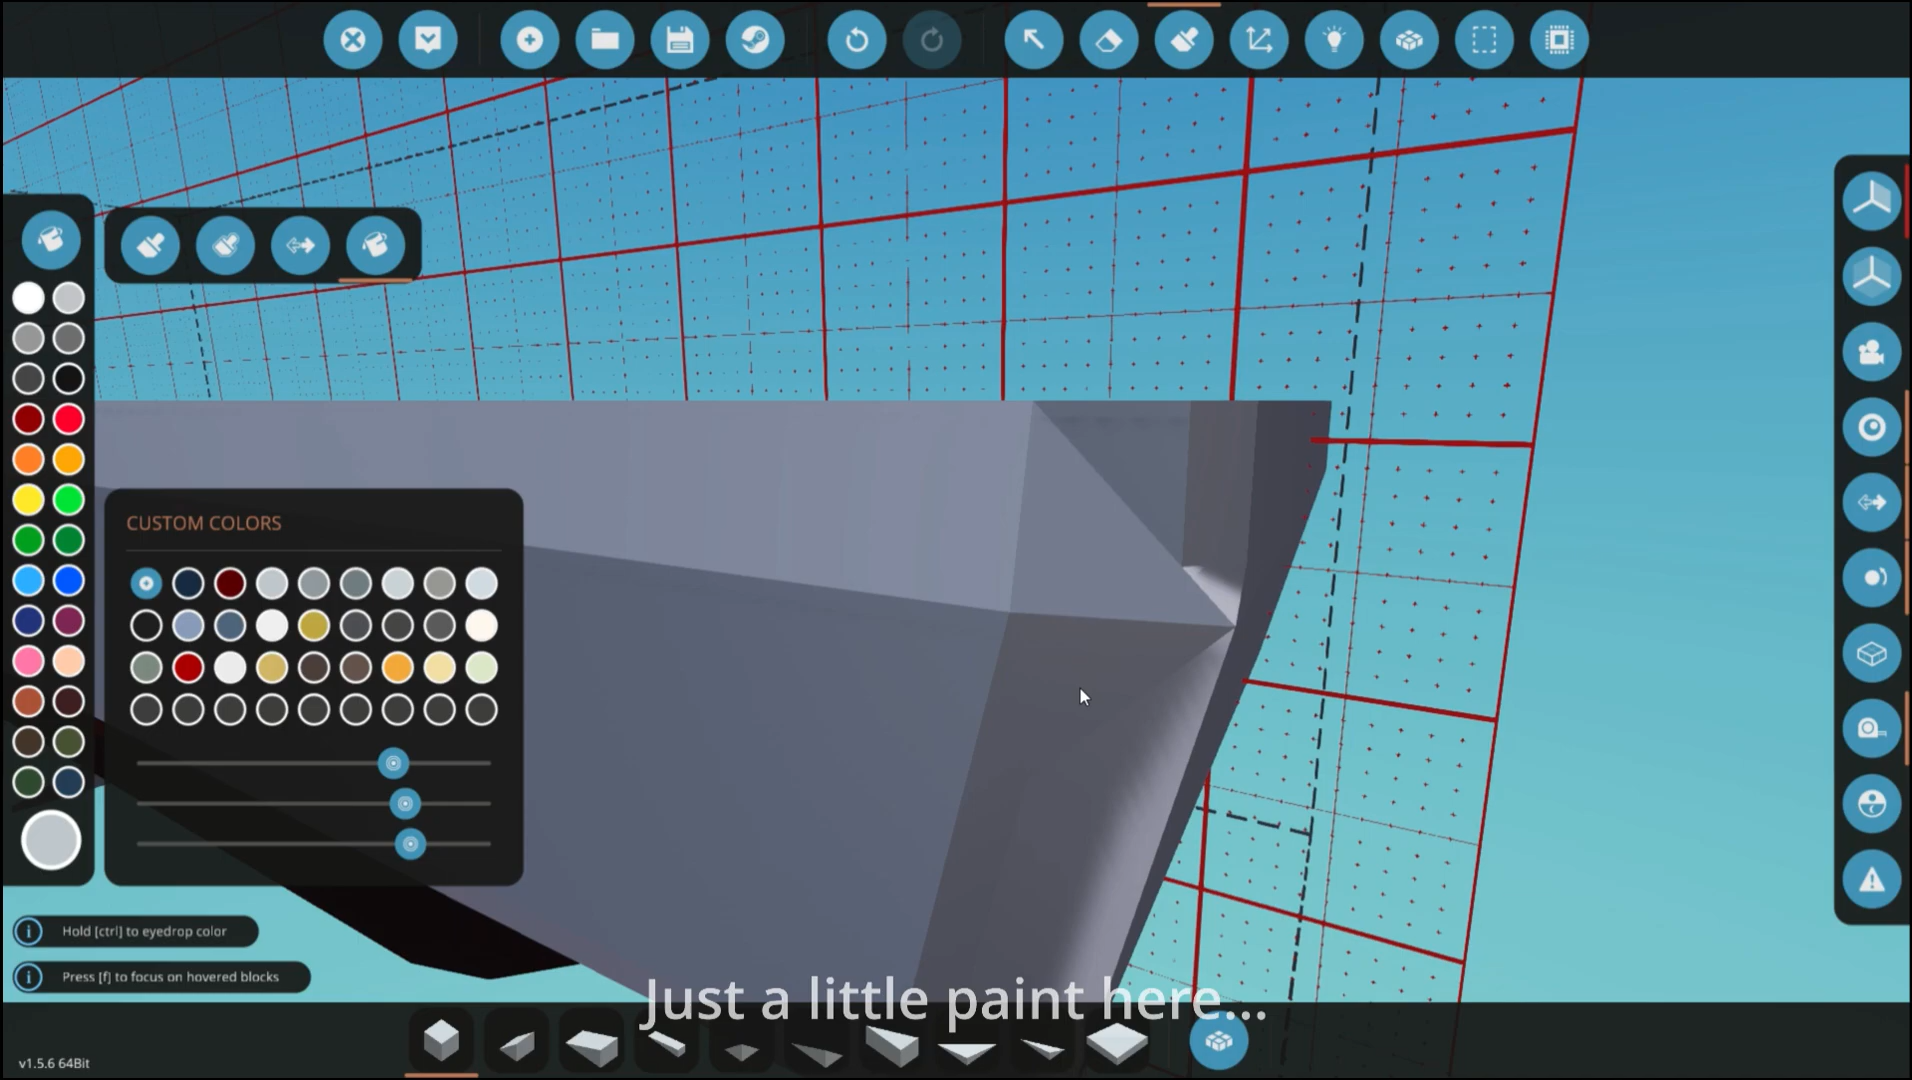 CUSTOM COLORS
Hold [ctrl] to eyedrop color
Press [f] to focus on hovered blocks
Just a little paint here...
v1.5.6 64Bit